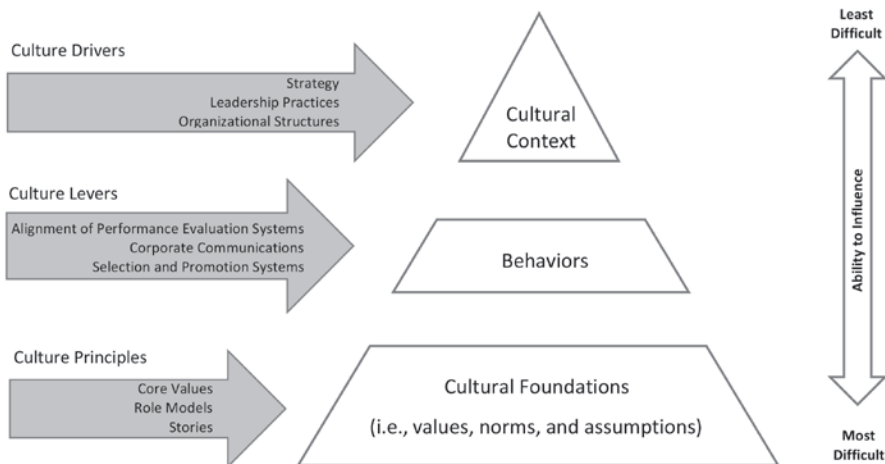 Culture Drivers
Strategy
Leadership Practices
Organizational Structures
Cultural
Context
Culture Levers
Alignment of Performance Evaluation Systems
Corporate Communications
Selection and Promotion Systems
Behaviors
Culture Principles
Core Values
Role Models
Stories
Cultural Foundations
(i.e., values, norms, and assumptions)
Least
Difficult
Ability to Influence
Most
Difficult